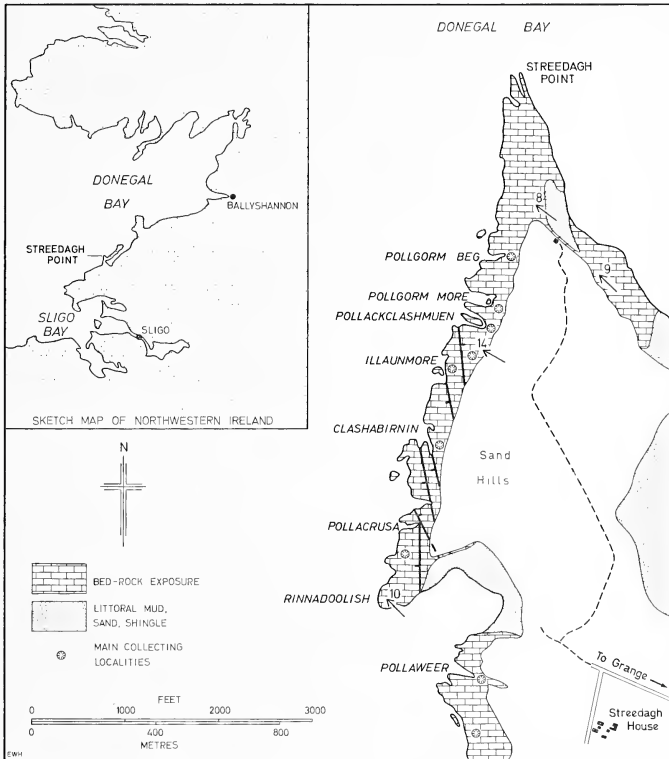 DONEGAL BAY
STREEDAGH
POINT
DONEGAL
BAY
BALLYSHANNON
STREEDAGH
POINT
SLIGO
BAY
SLIGO
SKETCH MAP OF NORTHWESTERN IRELAND
8
9
POLLGORM BEG
POLLGORM MORE
POLLACKCLASHMUEN
14
ILLAUNMORE
CLASHABIRNIN
Sand
Hills
N
POLLACRUSA
BED-ROCK EXPOSURE
10
RINNADOOLISH
LITTORAL MUD,
SAND, SHINGLE
MAIN COLLECTING
LOCALITIES
POLLAWEER
To Grange
FEET
0 1000 2000 3000
0 400 800
METRES
Streedagh
House
EWH